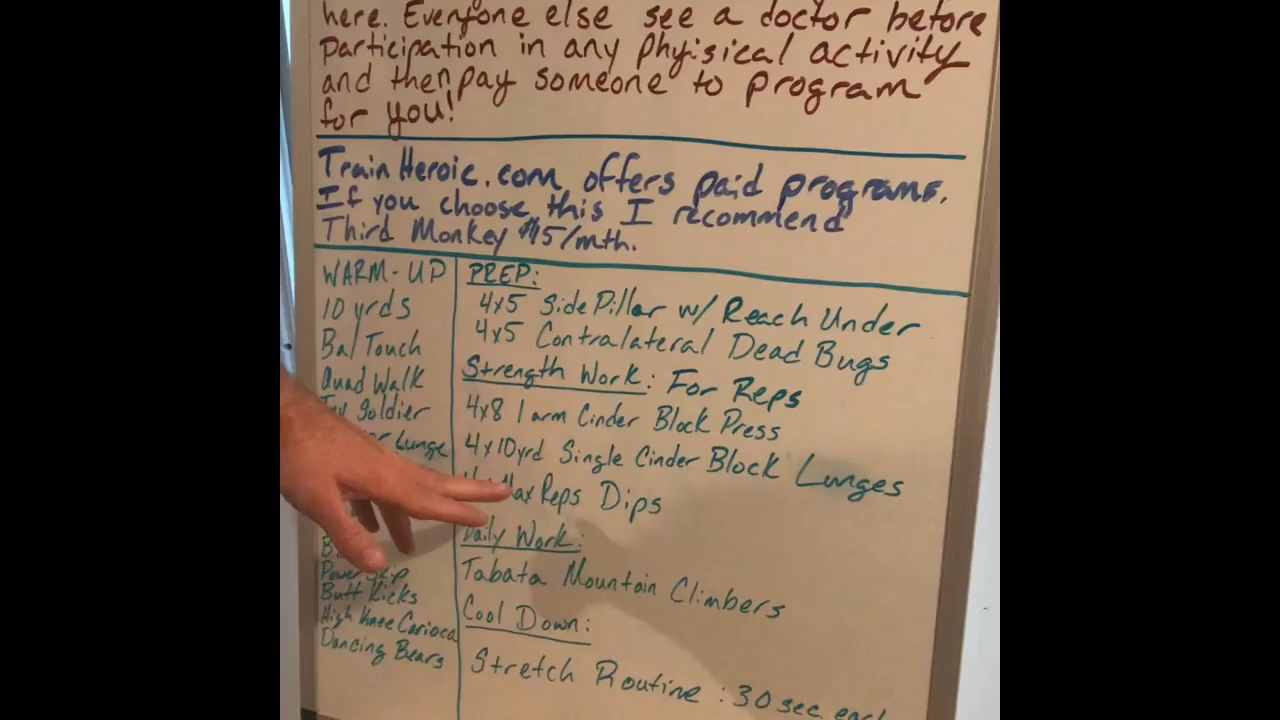 here. Everyone else see a doctor before
participation in any phyisical activity
and then pay someone to program
for you!
TrainHeroic.com offers paid programs.
If you choose this I recommend
Third Monkey $15/mth.
WARM-UP
10 yrds
Bal Touch
Quad Walk
Soldier
Lunge
Power Skip
Butt Kicks
High Knee Carioca
Dancing Bears
PREP:
4x5 Side Pillar w/ Reach Under
4x5 Contralateral Dead Bugs
Strength Work: For Reps
4x8 1 arm Cinder Block Press
4x10yrd Single Cinder Block Lunges
Max Reps Dips
Daily Work:
Tabata Mountain Climbers
Cool Down:
Stretch Routine: 30 sec each